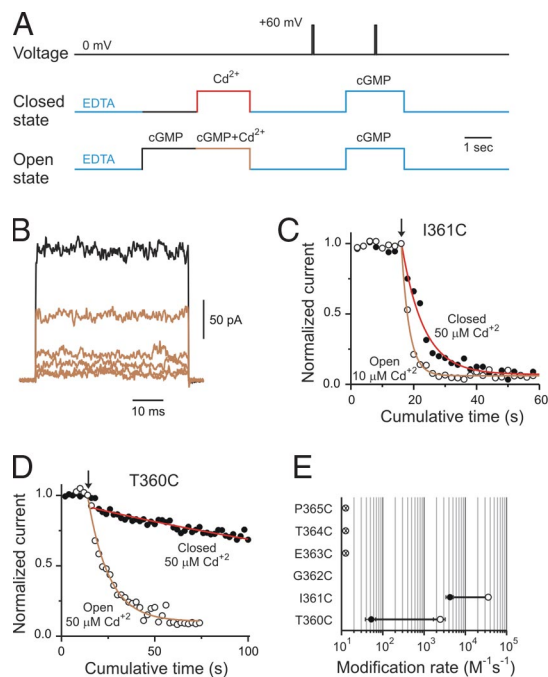 A
+60 mV
Voltage
0 mV
Cd2+
cGMP
Closed
state
EDTA
cGMP
cGMP+Cd2+
cGMP
1 sec
Open
state
EDTA
B
50 pA
10 ms
C
I361C
Normalized current
1.0
0.5
0
Closed
50 µM Cd+2
Open
10 µM Cd+2
0
20
40
60
Cumulative time (s)
D
T360C
Normalized current
1.0
0.5
0.0
Closed
50 µM Cd+2
Open
50 µM Cd+2
0
50
100
Cumulative time (s)
E
P365C
T364C
E363C
G362C
I361C
T360C
10^1
10^2
10^3
10^4
10^5
Modification rate (M-1s-1)